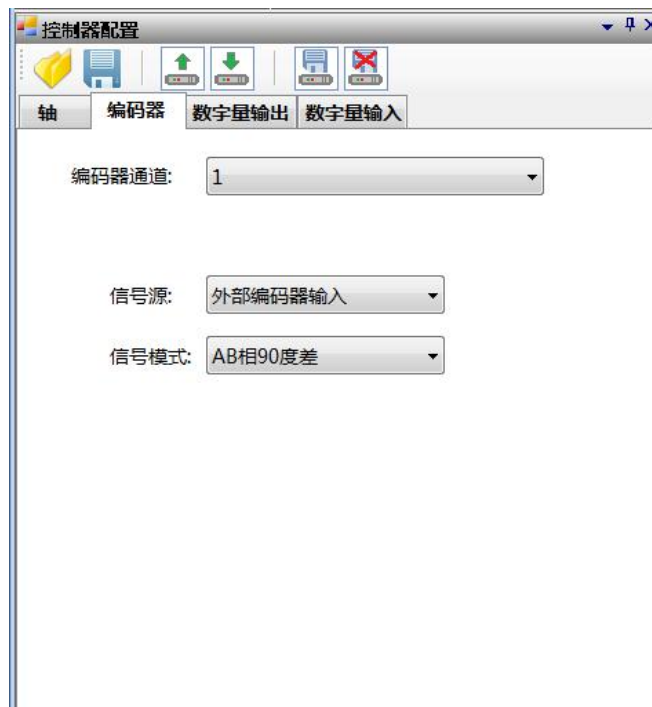 控制器配置
轴 编码器 数字量输出 数字量输入
编码器通道: 1
信号源: 外部编码器输入
信号模式: AB相90度差